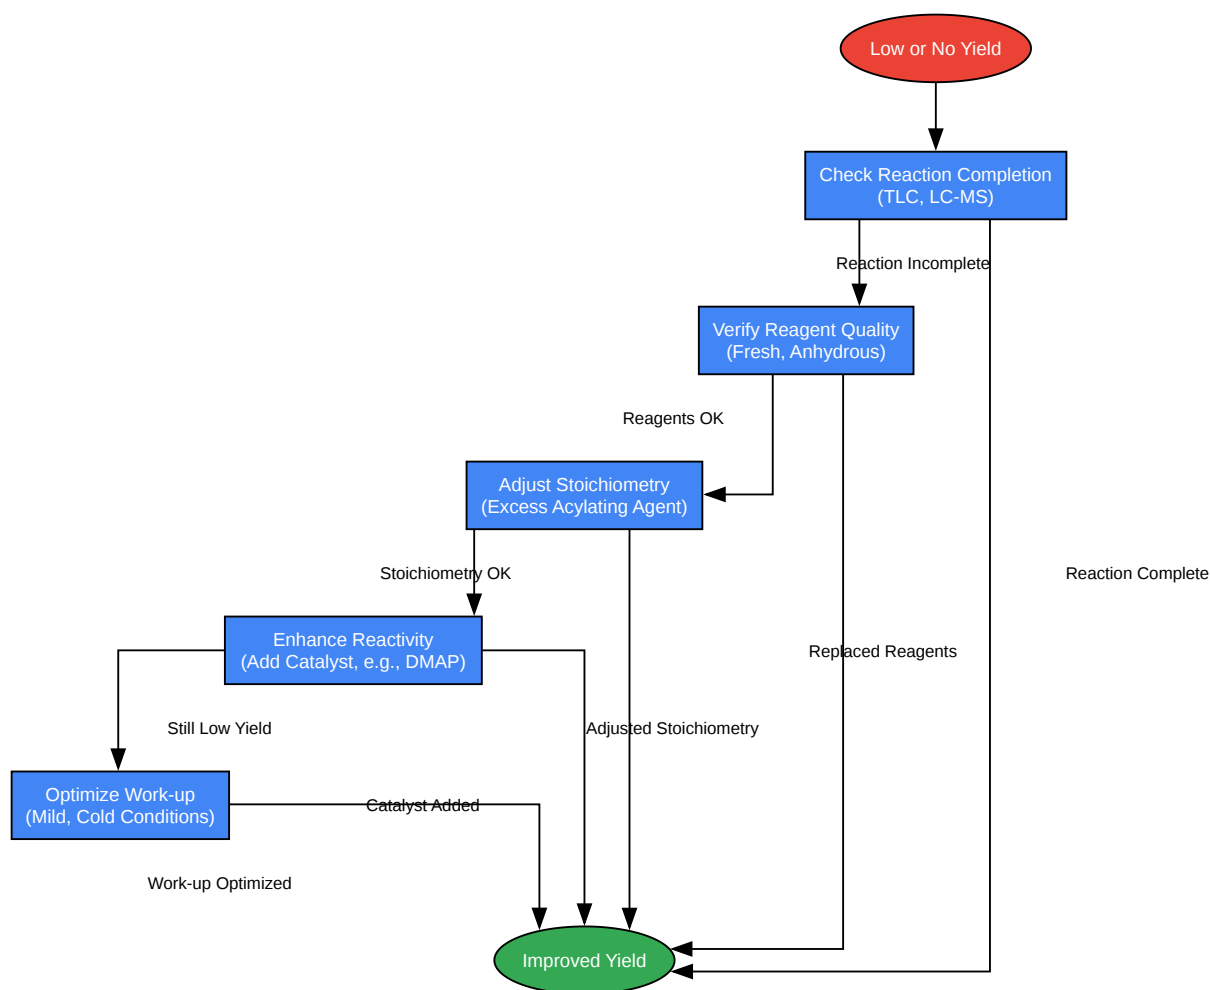 Low or No Yield
Check Reaction Completion
(TLC, LC-MS)
Reaction Incomplete
Verify Reagent Quality
(Fresh, Anhydrous)
Reagents OK
Adjust Stoichiometry
(Excess Acylating Agent)
Stoichiometry OK
Reaction Complete
Enhance Reactivity
(Add Catalyst, e.g., DMAP)
Replaced Reagents
Still Low Yield
Adjusted Stoichiometry
Optimize Work-up
(Mild, Cold Conditions)
Catalyst Added
Work-up Optimized
Improved Yield